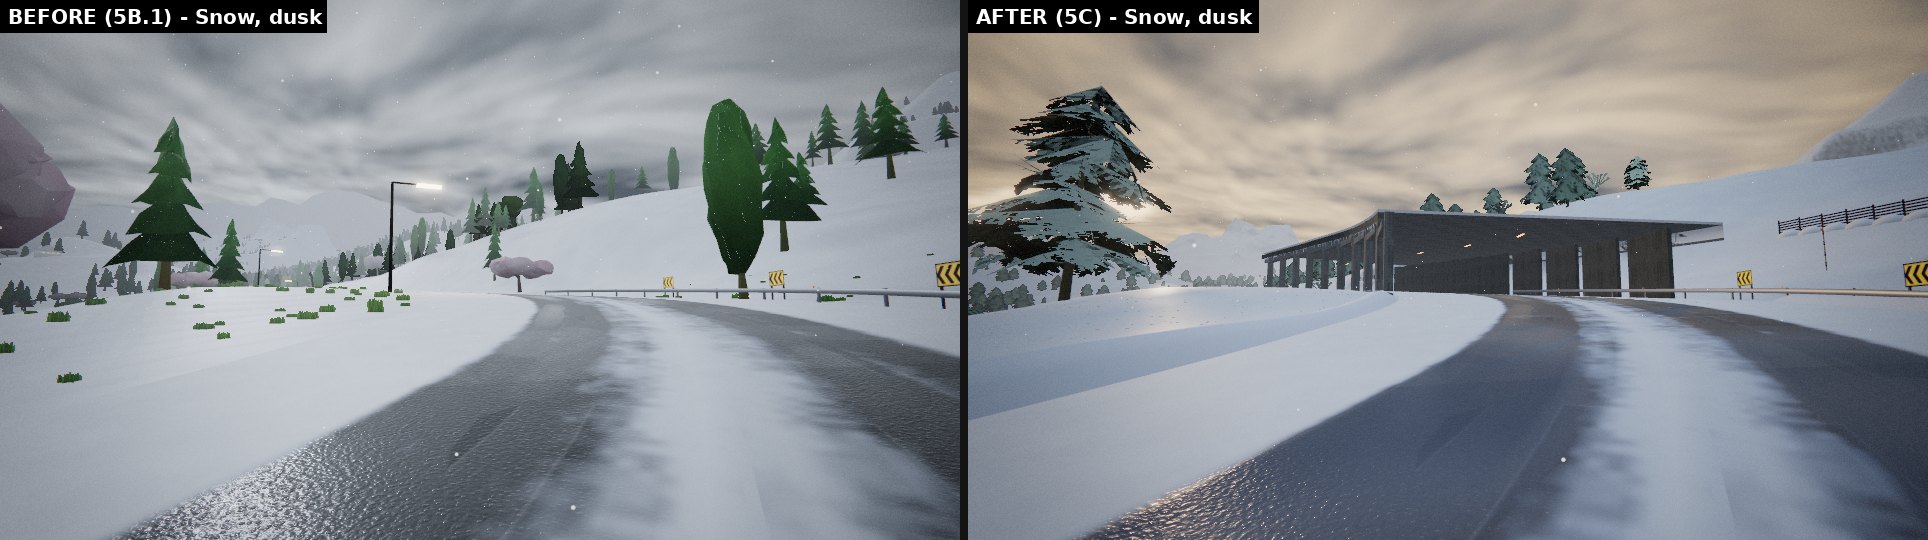 BEFORE (5B.1) - Snow, dusk
AFTER (5C) - Snow, dusk